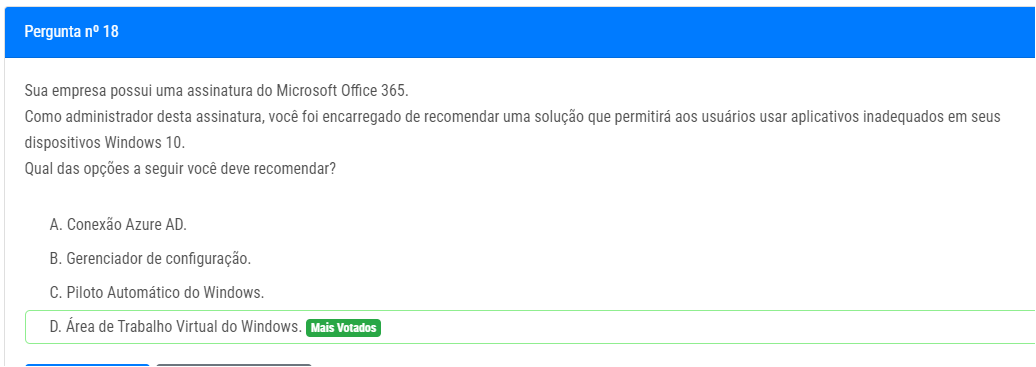 Pergunta nº 18
Sua empresa possui uma assinatura do Microsoft Office 365.
Como administrador desta assinatura, você foi encarregado de recomendar uma solução que permitirá aos usuários usar aplicativos inadequados em seus
dispositivos Windows 10.
Qual das opções a seguir você deve recomendar?
A. Conexão Azure AD.
B. Gerenciador de configuração.
C. Piloto Automático do Windows.
D. Área de Trabalho Virtual do Windows. Mais Votados